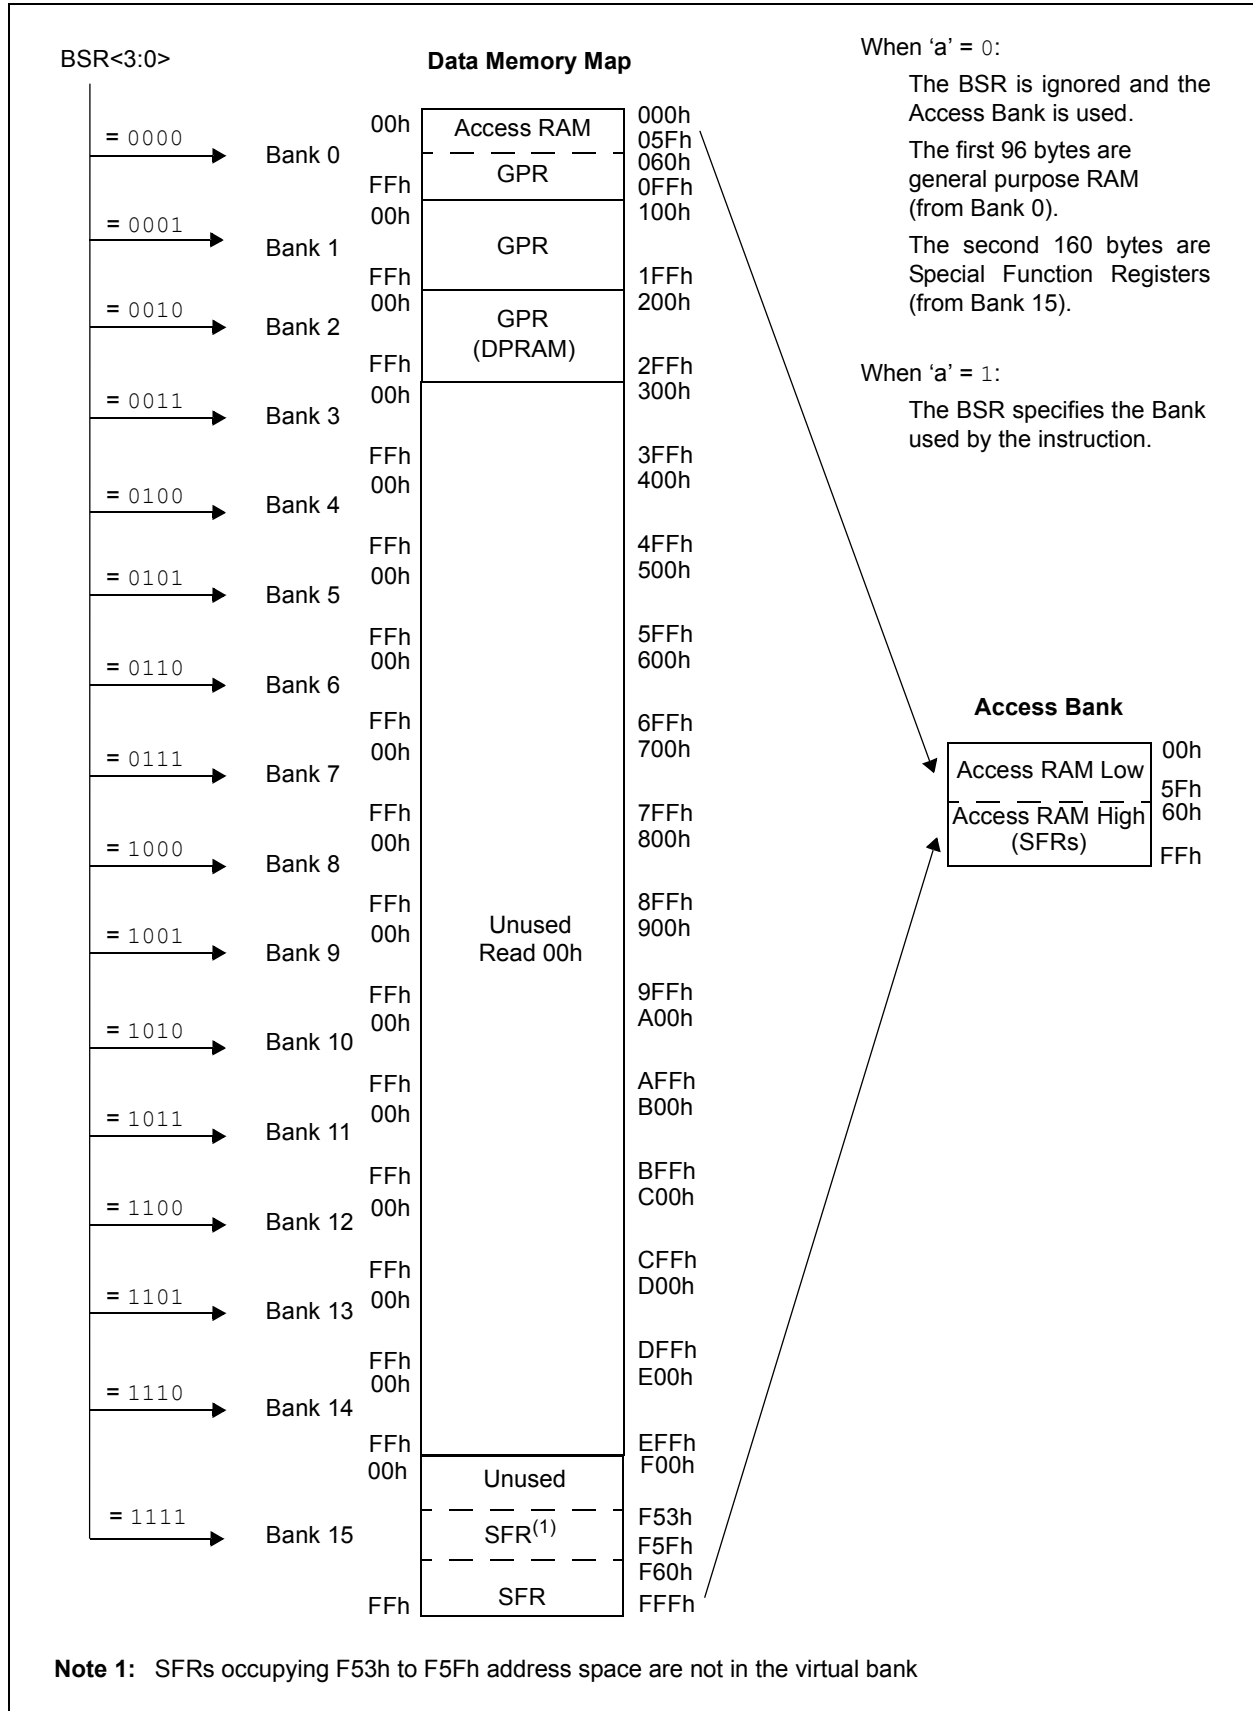 BSR<3:0>
Data Memory Map
When ‘a’ = 0:
The BSR is ignored and the
Access Bank is used.
The first 96 bytes are
general purpose RAM
(from Bank 0).
The second 160 bytes are
Special Function Registers
(from Bank 15).
When ‘a’ = 1:
The BSR specifies the Bank
used by the instruction.
= 0000
Bank 0
00h
Access RAM
000h
05Fh
060h
GPR
FFh
0FFh
= 0001
Bank 1
00h
100h
GPR
FFh
1FFh
= 0010
Bank 2
00h
200h
GPR
(DPRAM)
FFh
2FFh
= 0011
Bank 3
00h
300h
FFh
3FFh
= 0100
Bank 4
00h
400h
FFh
4FFh
= 0101
Bank 5
00h
500h
FFh
5FFh
= 0110
Bank 6
00h
600h
FFh
6FFh
= 0111
Bank 7
00h
700h
FFh
7FFh
= 1000
Bank 8
00h
800h
FFh
8FFh
= 1001
Bank 9
00h
900h
Unused
Read 00h
FFh
9FFh
= 1010
Bank 10
00h
A00h
FFh
AFFh
= 1011
Bank 11
00h
B00h
FFh
BFFh
= 1100
Bank 12
00h
C00h
FFh
CFFh
= 1101
Bank 13
00h
D00h
FFh
DFFh
= 1110
Bank 14
00h
E00h
FFh
EFFh
= 1111
Bank 15
00h
F00h
Unused
F53h
SFR(1)
F5Fh
F60h
SFR
FFh
FFFh
Access Bank
Access RAM Low
00h
5Fh
Access RAM High
(SFRs)
60h
FFh
Note 1: SFRs occupying F53h to F5Fh address space are not in the virtual bank